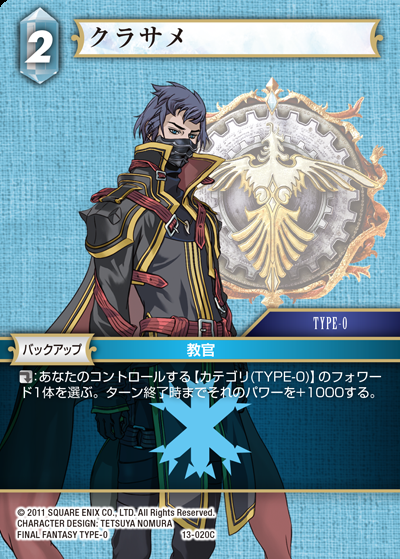 2
クラサメ
TYPE-0
バックアップ
教官
:あなたのコントロールする【カテゴリ(TYPE-0)】のフォワー
ド1体を選ぶ。ターン終了時までそれのパワーを+1000する。
© 2011 SQUARE ENIX CO., LTD. All Rights Reserved.
CHARACTER DESIGN: TETSUYA NOMURA
FINAL FANTASY TYPE-0
13-020C